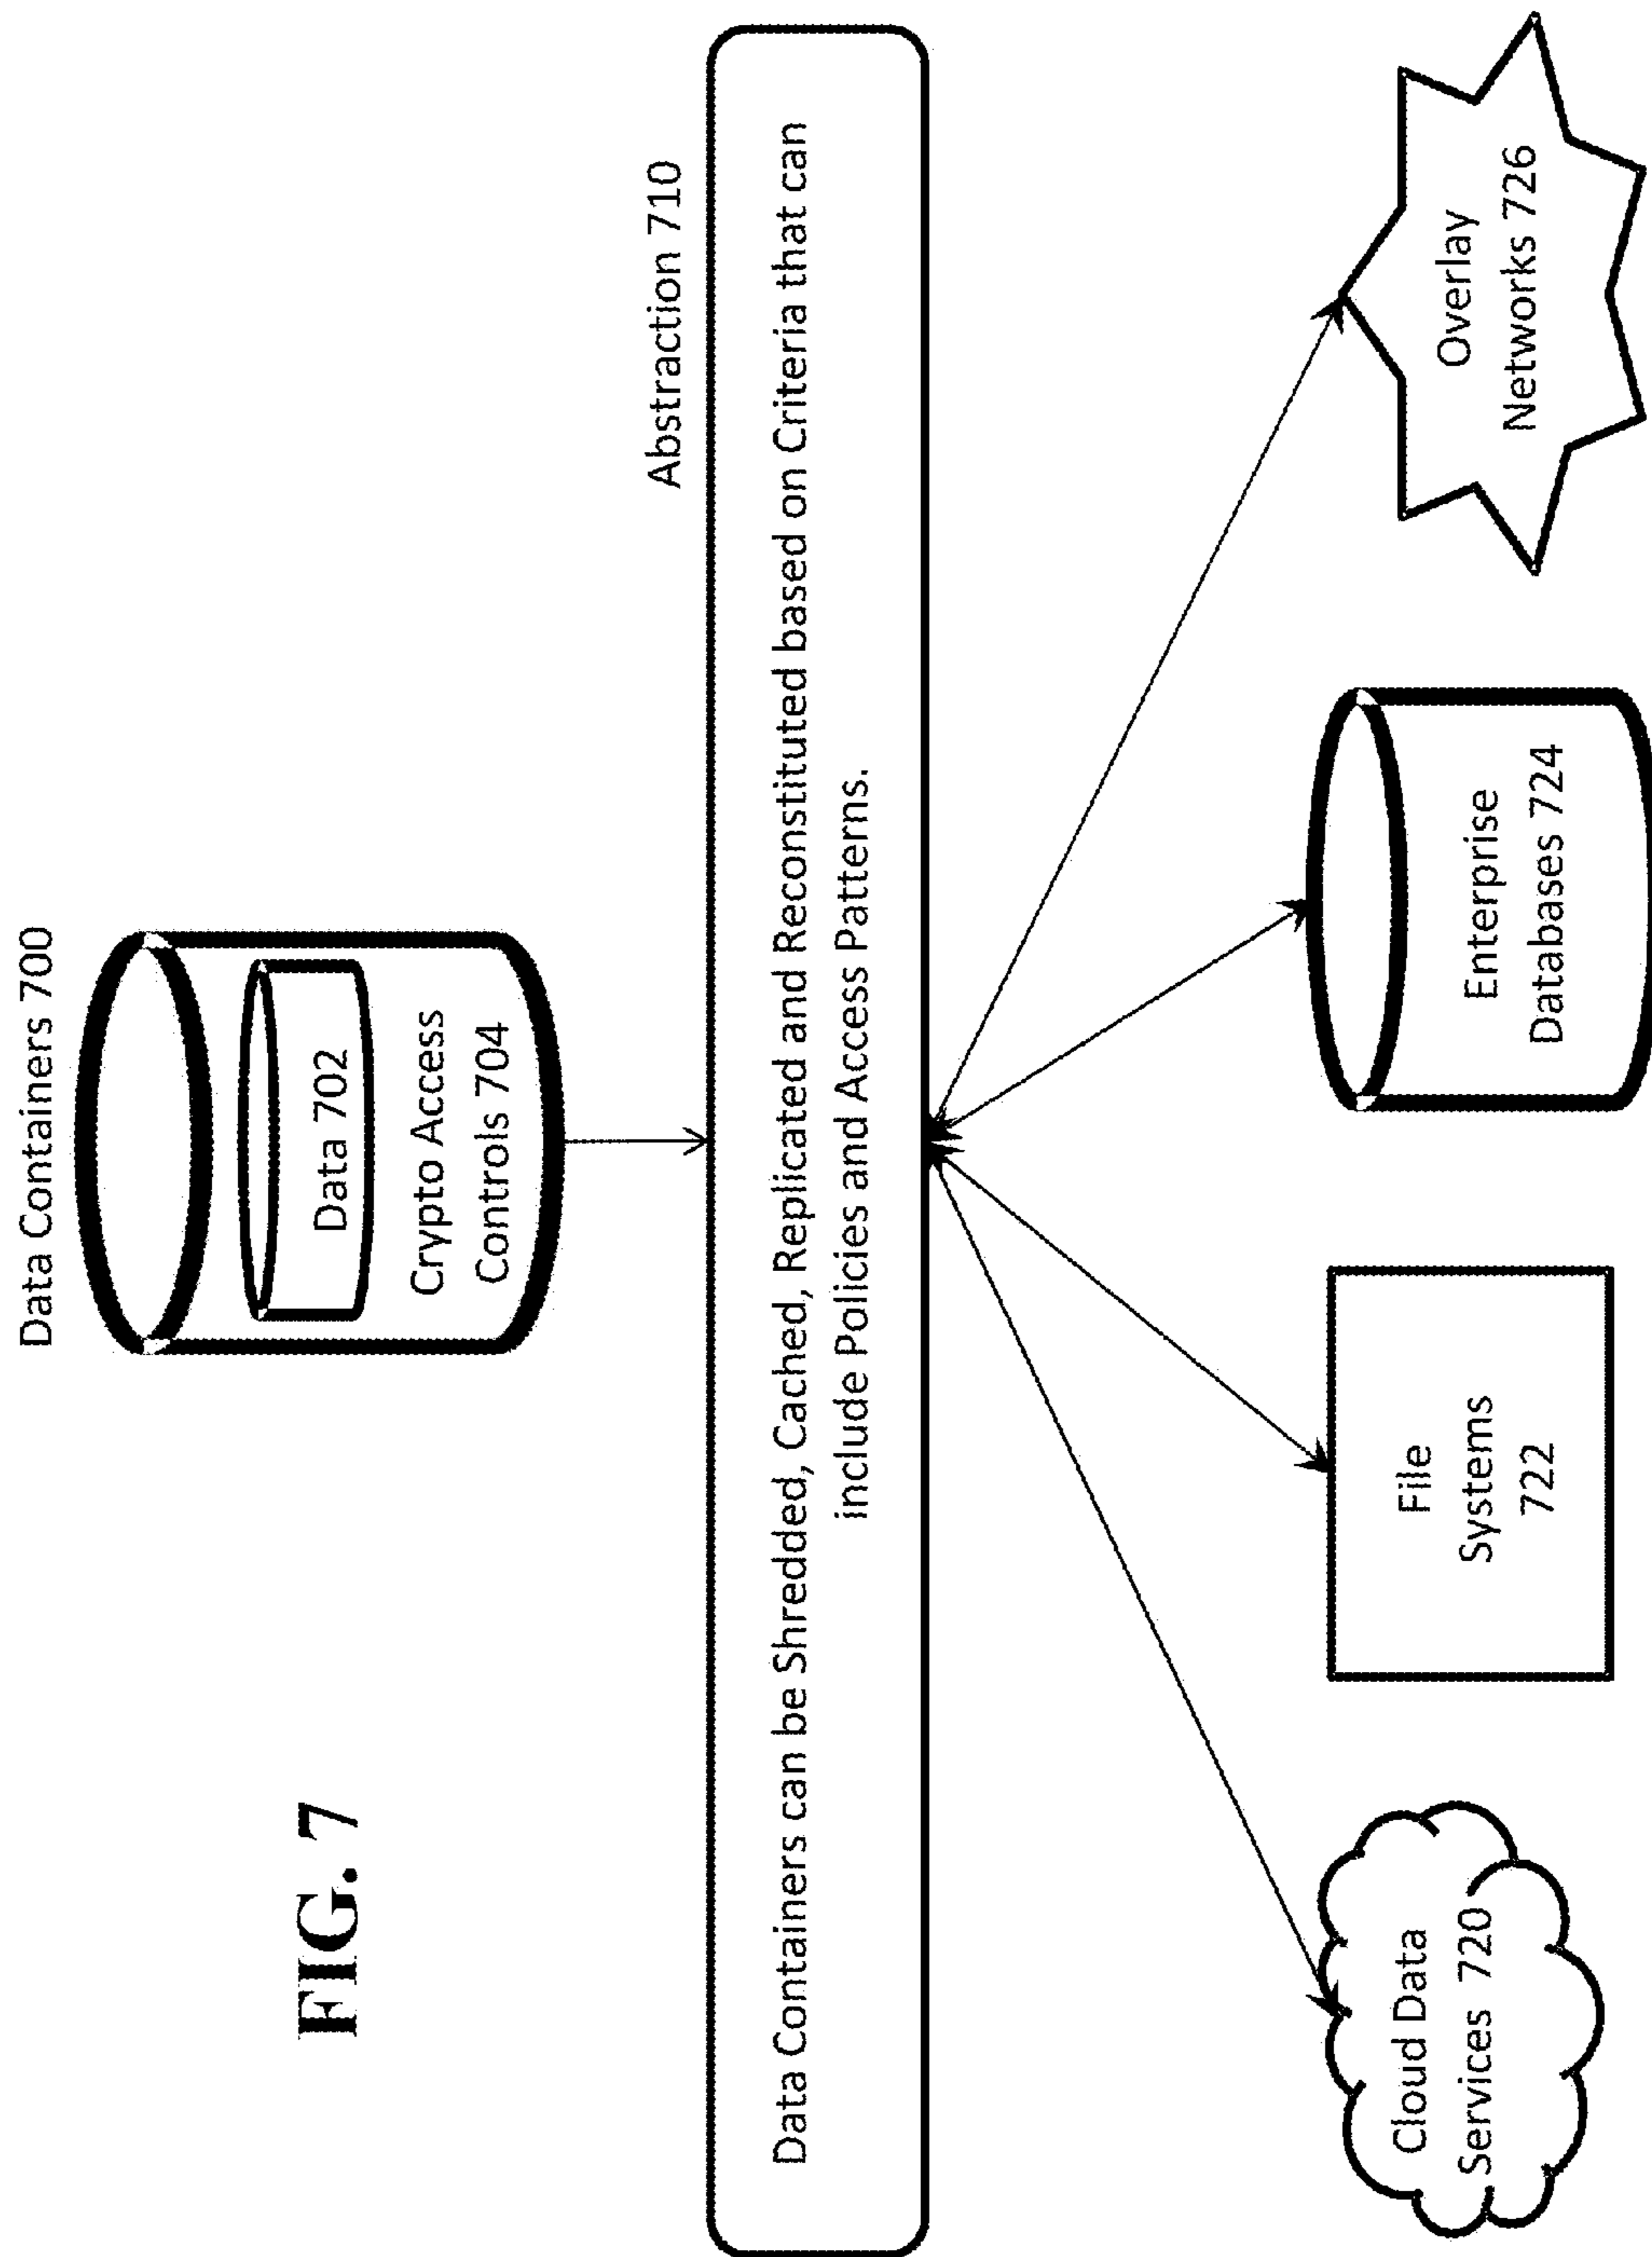 FIG. 7
Data Containers 700
Data 702
Crypto Access
Controls 704
Abstraction 710
Data Containers can be Shredded, Cached, Replicated and Reconstituted based on Criteria that can
include Policies and Access Patterns.
Cloud Data
Services 720
File
Systems
722
Enterprise
Databases 724
Overlay
Networks 726